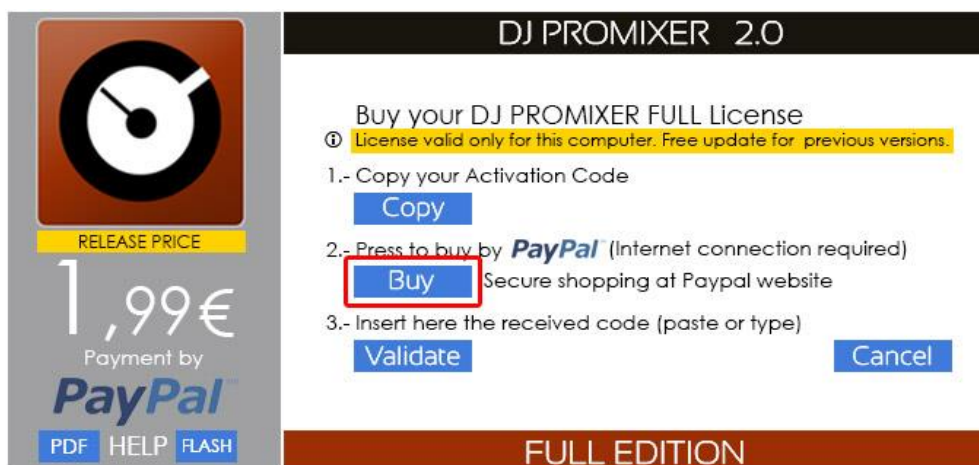 DJ PROMIXER 2.0
Buy your DJ PROMIXER FULL License
License valid only for this computer. Free update for previous versions.
1.- Copy your Activation Code
Copy
2.- Press to buy by PayPal (Internet connection required)
Buy Secure shopping at Paypal website
3.- Insert here the received code (paste or type)
Validate Cancel
FULL EDITION
RELEASE PRICE
1,99€
Payment by
PayPal
PDF HELP FLASH